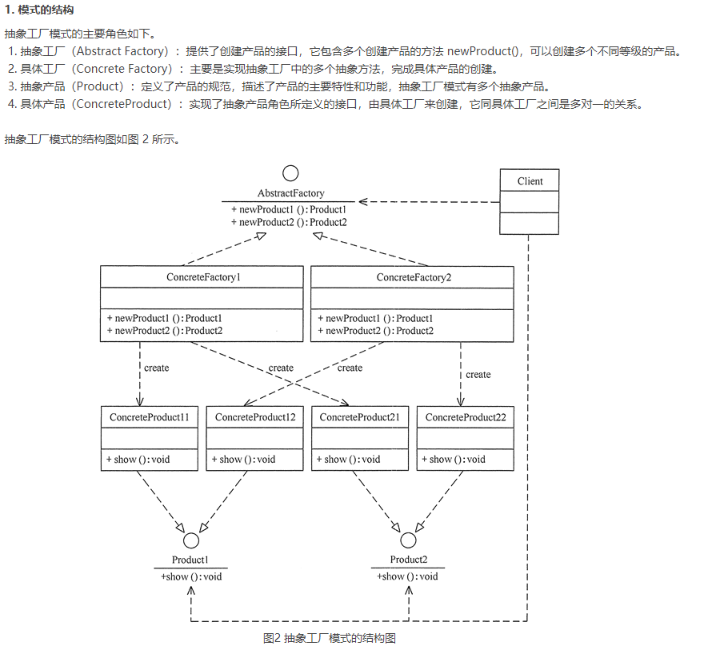 1. 模式的结构
抽象工厂模式的主要角色如下。
1. 抽象工厂（Abstract Factory）：提供了创建产品的接口，它包含多个创建产品的方法 newProduct()，可以创建多个不同等级的产品。
2. 具体工厂（Concrete Factory）：主要是实现抽象工厂中的多个抽象方法，完成具体产品的创建。
3. 抽象产品（Product）：定义了产品的规范，描述了产品的主要特性和功能，抽象工厂模式有多个抽象产品。
4. 具体产品（ConcreteProduct）：实现了抽象产品角色所定义的接口，由具体工厂来创建，它同具体工厂之间是多对一的关系。
抽象工厂模式的结构图如图 2 所示。
Client
AbstractFactory
+ newProduct1 ():Product1
+ newProduct2 ():Product2
ConcreteFactory1
+ newProduct1 ():Product1
+ newProduct2 ():Product2
ConcreteFactory2
+ newProduct1 ():Product1
+ newProduct2 ():Product2
create
create
create
create
ConcreteProduct11
+ show ():void
ConcreteProduct12
+ show ():void
ConcreteProduct21
+ show ():void
ConcreteProduct22
+ show ():void
Product1
+show ():void
Product2
+show ():void
图2 抽象工厂模式的结构图